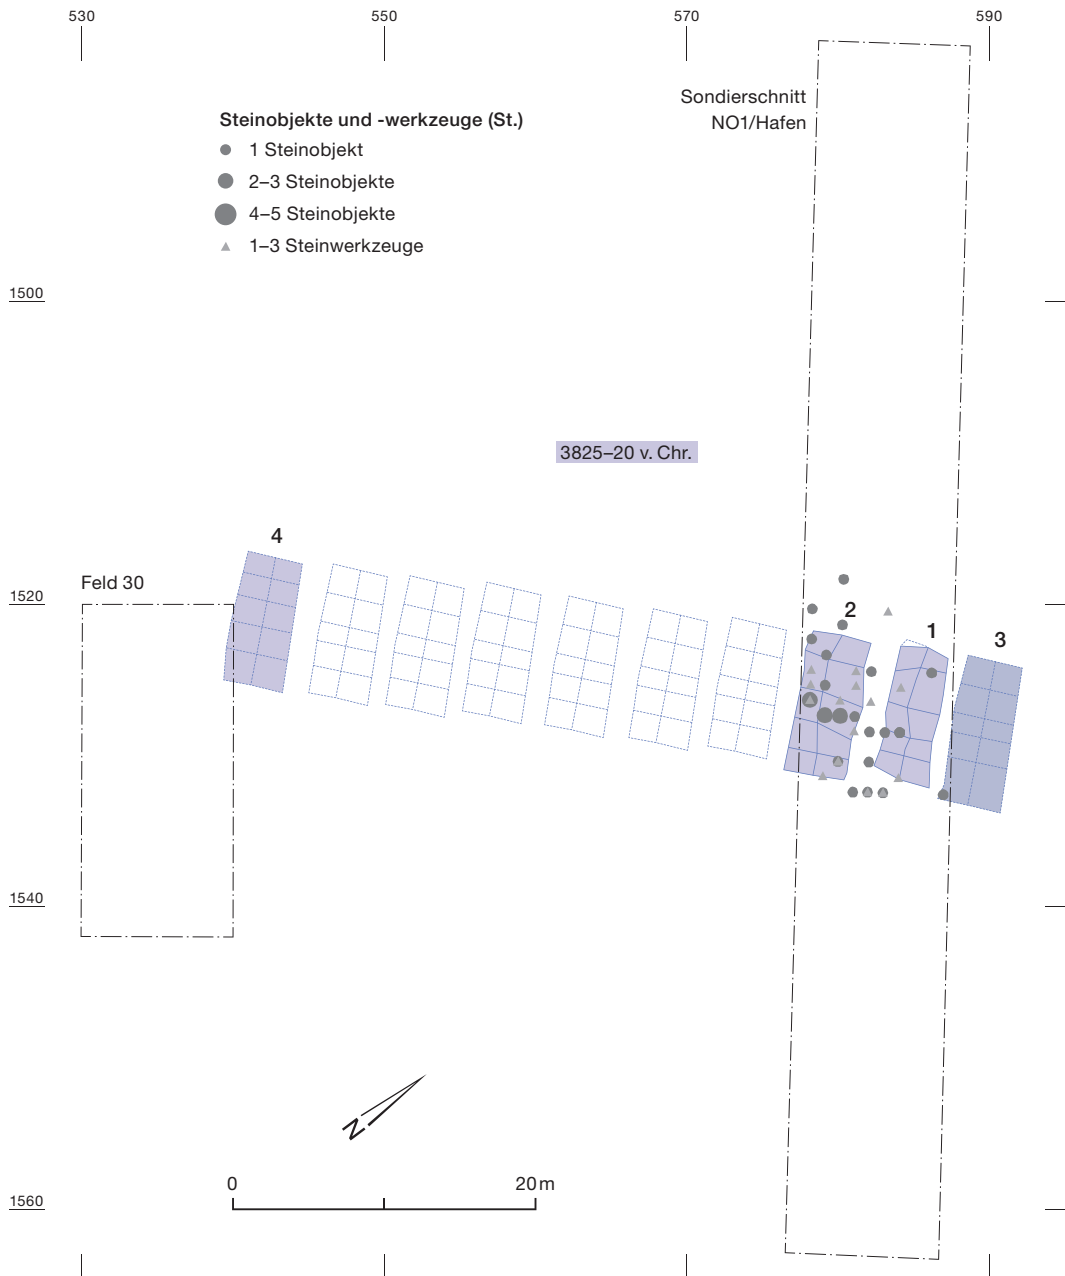 530
550
570
590
Sondierschnitt
NO1/Hafen
Steinobjekte und -werkzeuge (St.)
1 Steinobjekt
2–3 Steinobjekte
4–5 Steinobjekte
1–3 Steinwerkzeuge
1500
3825–20 v. Chr.
4
Feld 30
1520
2
1
3
1540
N
0
20 m
1560